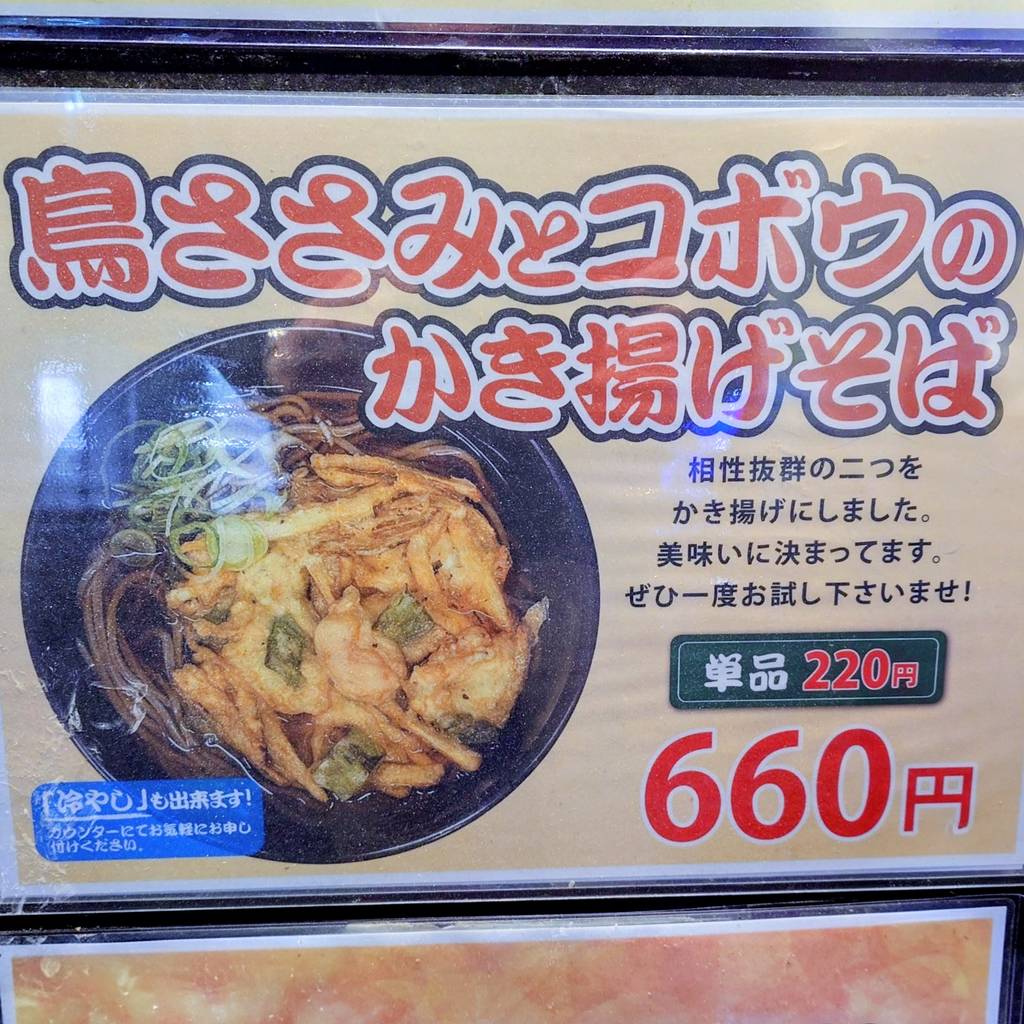 鳥ささみとコボウの
かき揚げそば
相性抜群の二つを
かき揚げにしました。
美味いに決まってます。
ぜひ一度お試し下さいませ!
単品 220円
660円
「冷やし」も出来ます!
カウンターにてお気軽にお申し
付けください。